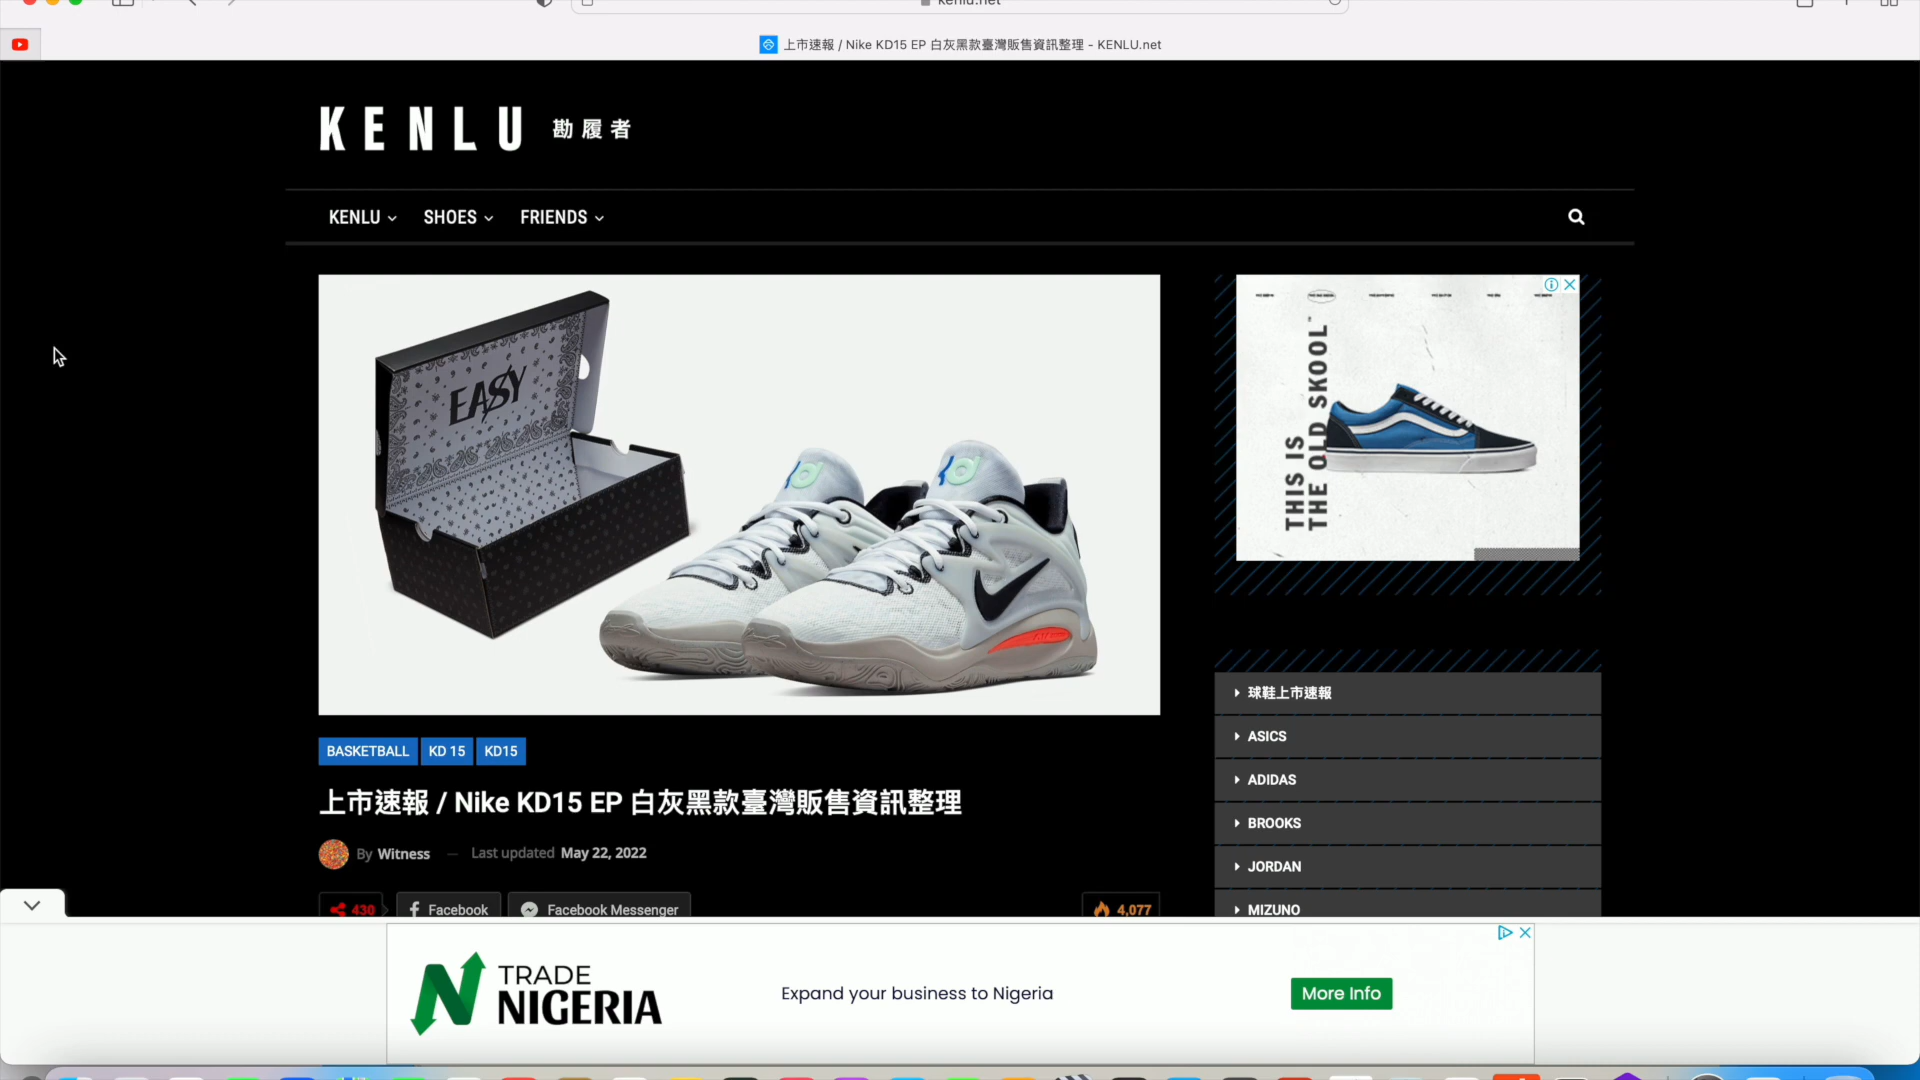 kenlu.net
上市速報 / Nike KD15 EP 白灰黑款臺灣販售資訊整理 - KENLU.net
KENLU 勘履者
KENLU
SHOES
FRIENDS
EASY
THIS IS
THE OLD SKOOL
BASKETBALL
KD 15
KD15
上市速報 / Nike KD15 EP 白灰黑款臺灣販售資訊整理
By Witness — Last updated May 22, 2022
430
Facebook
Facebook Messenger
4,077
球鞋上市速報
ASICS
ADIDAS
BROOKS
JORDAN
MIZUNO
TRADE
NIGERIA
Expand your business to Nigeria
More Info